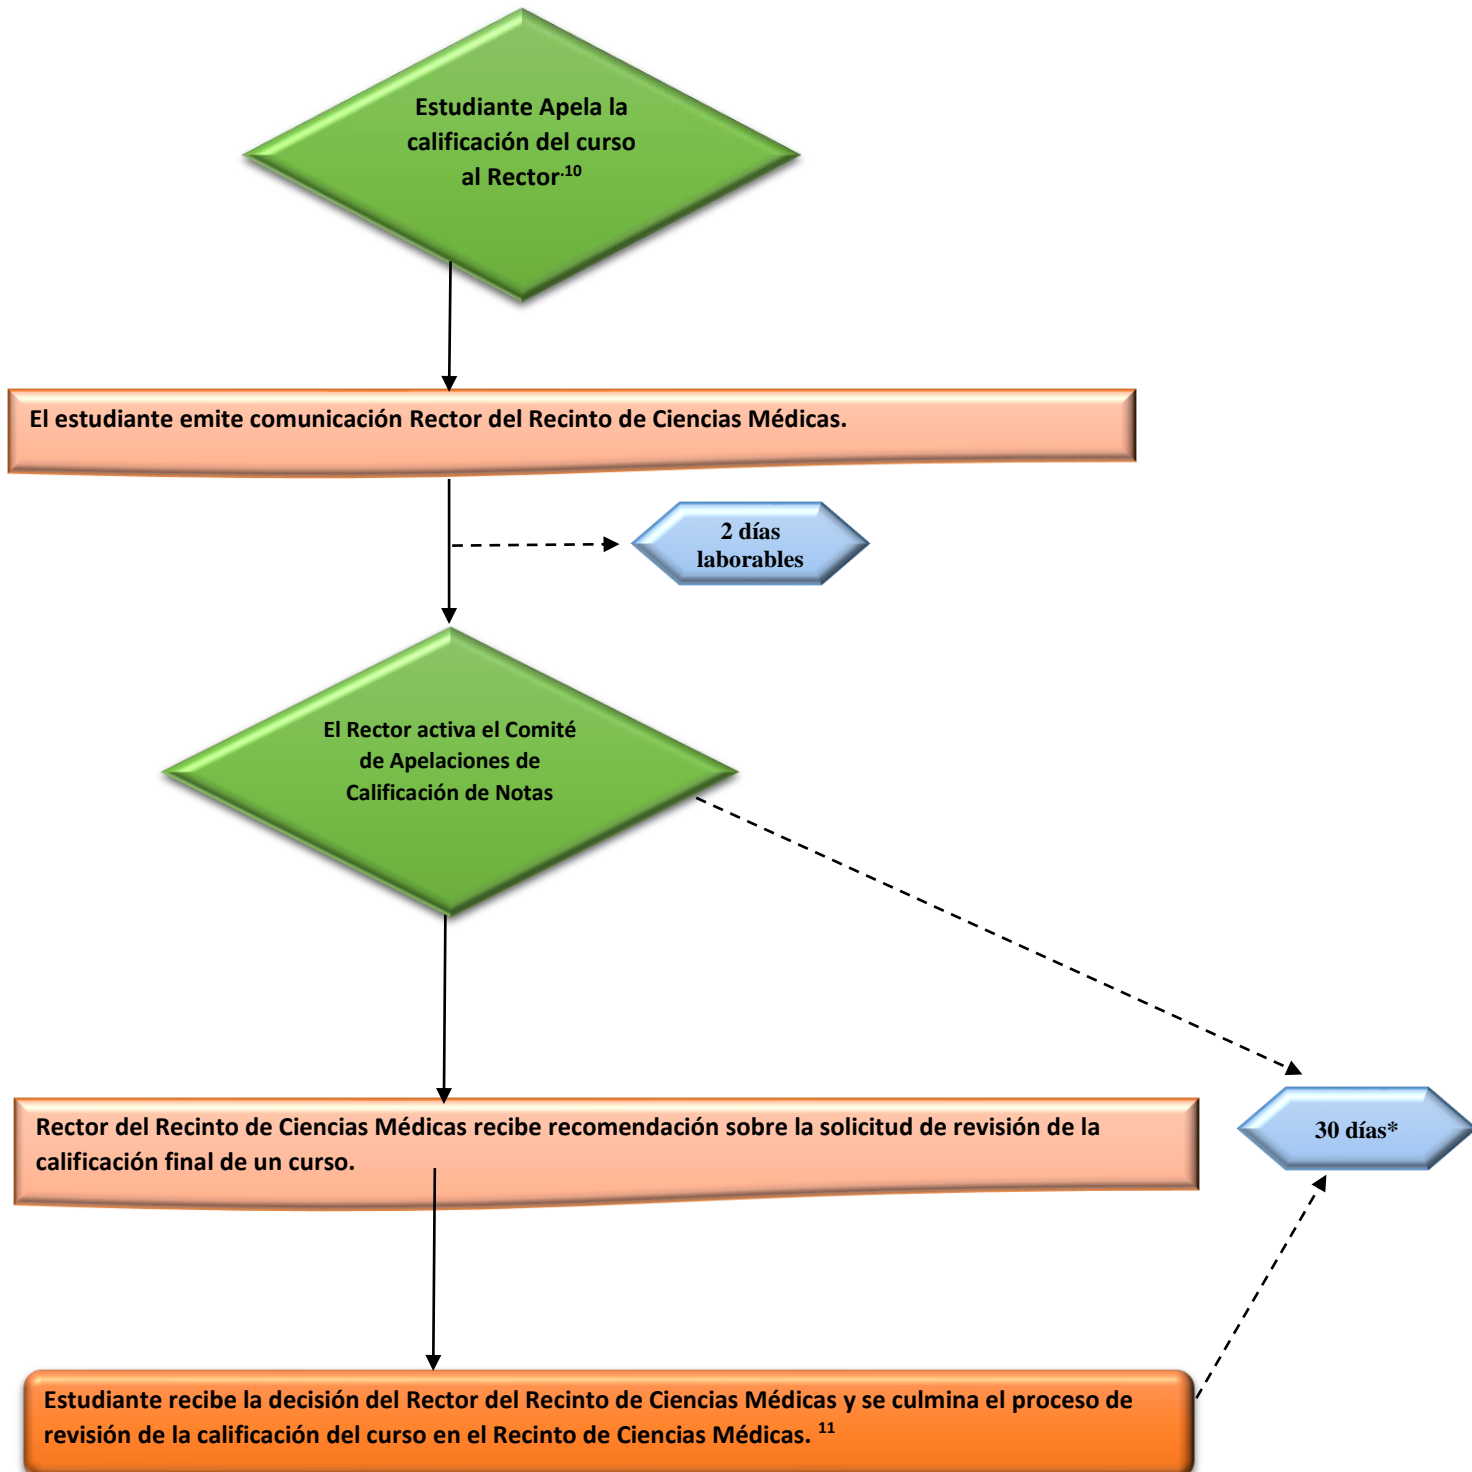 Estudiante Apela la
calificación del curso
al Rector.10
El estudiante emite comunicación Rector del Recinto de Ciencias Médicas.
2 días
laborables
El Rector activa el Comité
de Apelaciones de
Calificación de Notas
Rector del Recinto de Ciencias Médicas recibe recomendación sobre la solicitud de revisión de la
calificación final de un curso.
30 días*
Estudiante recibe la decisión del Rector del Recinto de Ciencias Médicas y se culmina el proceso de
revisión de la calificación del curso en el Recinto de Ciencias Médicas. 11